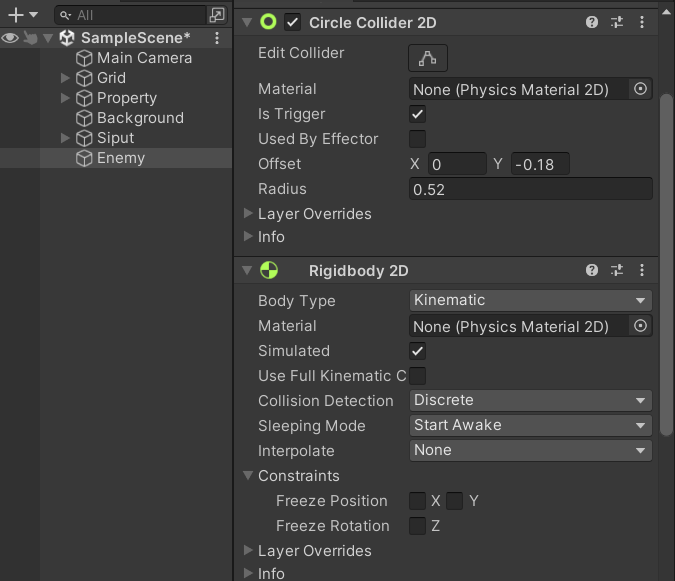 All
SampleScene*
Main Camera
Grid
Property
Background
Siput
Enemy
Circle Collider 2D
Edit Collider
Material None (Physics Material 2D)
Is Trigger
Used By Effector
Offset X 0 Y -0.18
Radius 0.52
Layer Overrides
Info
Rigidbody 2D
Body Type Kinematic
Material None (Physics Material 2D)
Simulated
Use Full Kinematic C
Collision Detection Discrete
Sleeping Mode Start Awake
Interpolate None
Constraints
Freeze Position X Y
Freeze Rotation Z
Layer Overrides
Info